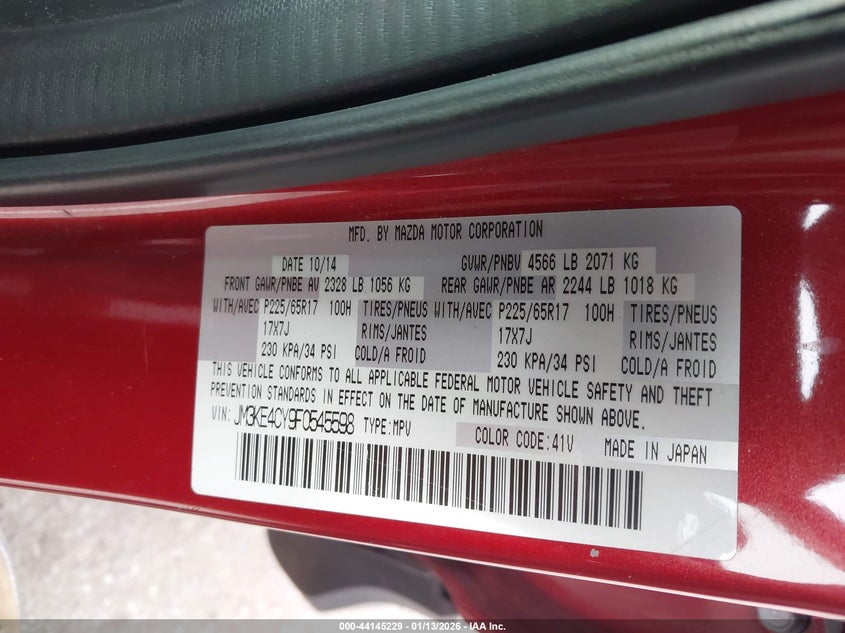 MFD. BY MAZDA MOTOR CORPORATION
DATE 10/14 GVWR/PNBV 4566 LB 2071 KG
FRONT GAWR/PNBE AV 2328 LB 1056 KG REAR GAWR/PNBE AR 2244 LB 1018 KG
WITH/AVEC P225/65R17 100H TIRES/PNEUS WITH/AVEC P225/65R17 100H TIRES/PNEUS
17X7J RIMS/JANTES 17X7J RIMS/JANTES
230 KPA/34 PSI COLD/A FROID 230 KPA/34 PSI COLD/A FROID
THIS VEHICLE CONFORMS TO ALL APPLICABLE FEDERAL MOTOR VEHICLE SAFETY AND THEFT
PREVENTION STANDARDS IN EFFECT ON THE DATE OF MANUFACTURE SHOWN ABOVE.
VIN: JM3KE4CY9F0545598 TYPE:MPV COLOR CODE:41V MADE IN JAPAN
000-44145229 - 01/13/2026 - IAA Inc.